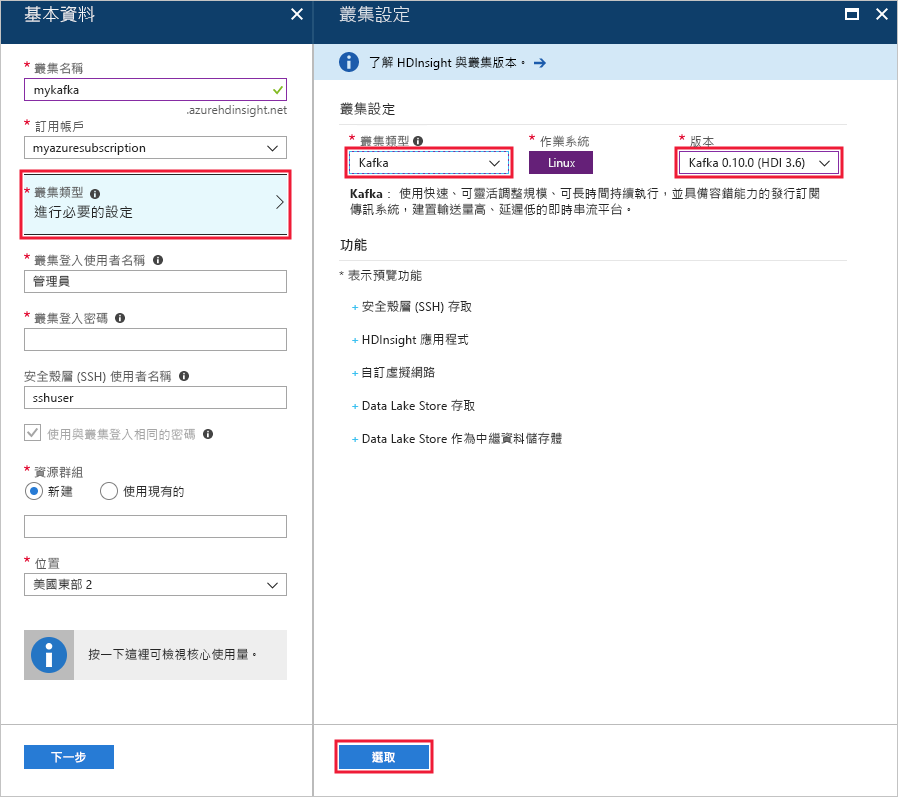 基本資料
* 叢集名稱
mykafka
.azurehdinsight.net
* 訂用帳戶
myazuresubscription
* 叢集類型
進行必要的設定
* 叢集登入使用者名稱
管理員
* 叢集登入密碼
安全殼層 (SSH) 使用者名稱
sshuser
使用與叢集登入相同的密碼
* 資源群組
新建 使用現有的
* 位置
美國東部 2
按一下這裡可檢視核心使用量。
下一步
叢集設定
了解 HDInsight 與叢集版本。 →
叢集設定
* 叢集類型 * 作業系統 * 版本
Kafka Linux Kafka 0.10.0 (HDI 3.6)
Kafka： 使用快速、可靈活調整規模、可長時間持續執行，並具備容錯能力的發行訂閱
傳訊系統，建置輸送量高、延遲低的即時串流平台。
功能
* 表示預覽功能
+ 安全殼層 (SSH) 存取
+ HDInsight 應用程式
+ 自訂虛擬網路
+ Data Lake Store 存取
+ Data Lake Store 作為中繼資料儲存體
選取